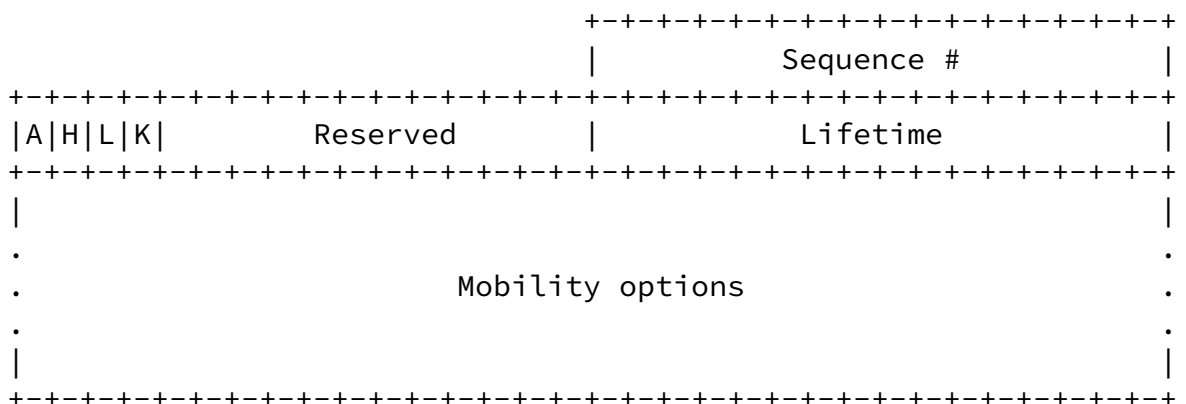 +-+-+-+-+-+-+-+-+-+-+-+-+-+-+-+-+
| Sequence # |
+-+-+-+-+-+-+-+-+-+-+-+-+-+-+-+-+-+-+-+-+-+-+-+-+-+-+-+-+-+-+-+-+
|A|H|L|K| Reserved | Lifetime |
+-+-+-+-+-+-+-+-+-+-+-+-+-+-+-+-+-+-+-+-+-+-+-+-+-+-+-+-+-+-+-+-+
| |
. .
. Mobility options .
. .
| |
+-+-+-+-+-+-+-+-+-+-+-+-+-+-+-+-+-+-+-+-+-+-+-+-+-+-+-+-+-+-+-+-+